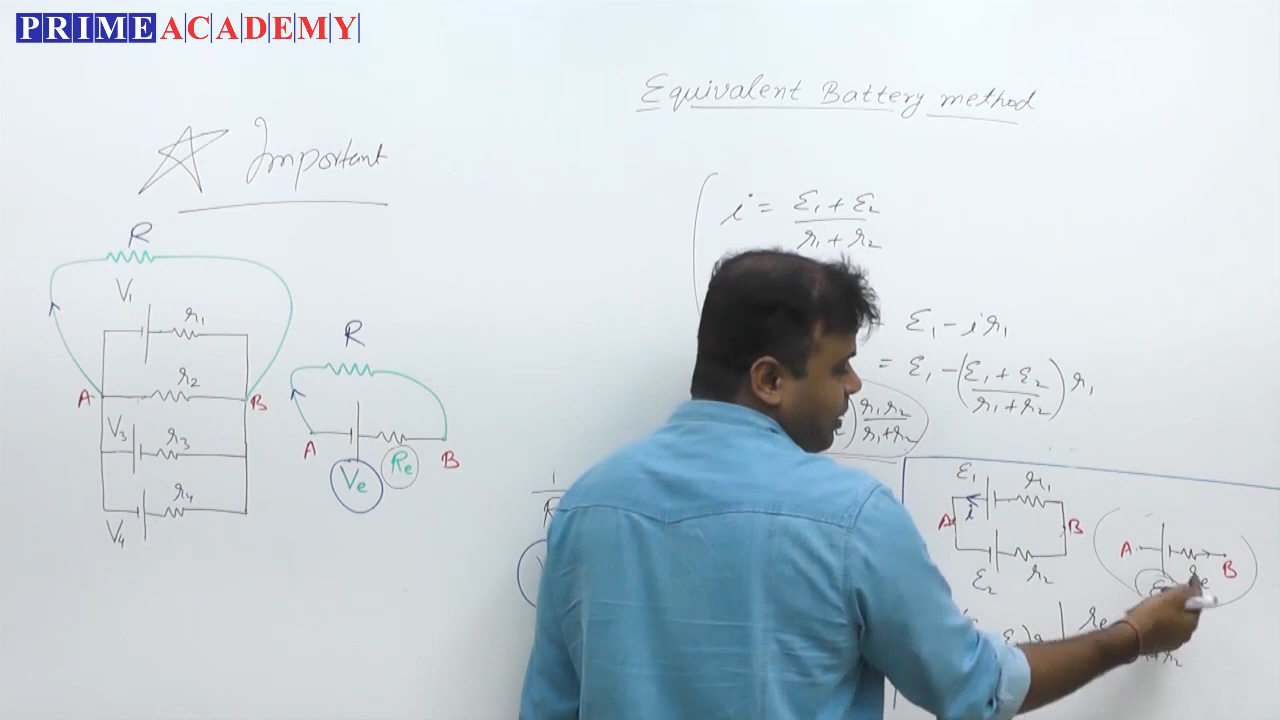 PRIME ACADEMY
Equivalent Battery method
Important
i = ε₁ + ε₂ / r₁ + r₂
R
V₁
r₁
r₂
A
B
V₃
r₃
r₄
V₄
R
A
B
Vₑ
Rₑ
ε₁ - ir₁
= ε₁ - (ε₁ + ε₂ / r₁ + r₂) r₁
) r₁r₂ / r₁+r₂
ε₁
r₁
i
A
B
ε₂
r₂
A
B
rₑ